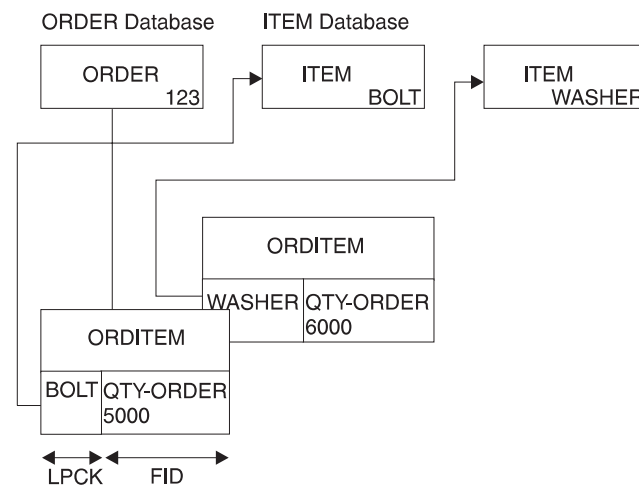 ORDER Database
ITEM Database
ORDER
123
ITEM
BOLT
ITEM
WASHER
ORDITEM
WASHER
QTY-ORDER
6000
ORDITEM
BOLT
QTY-ORDER
5000
LPCK
FID